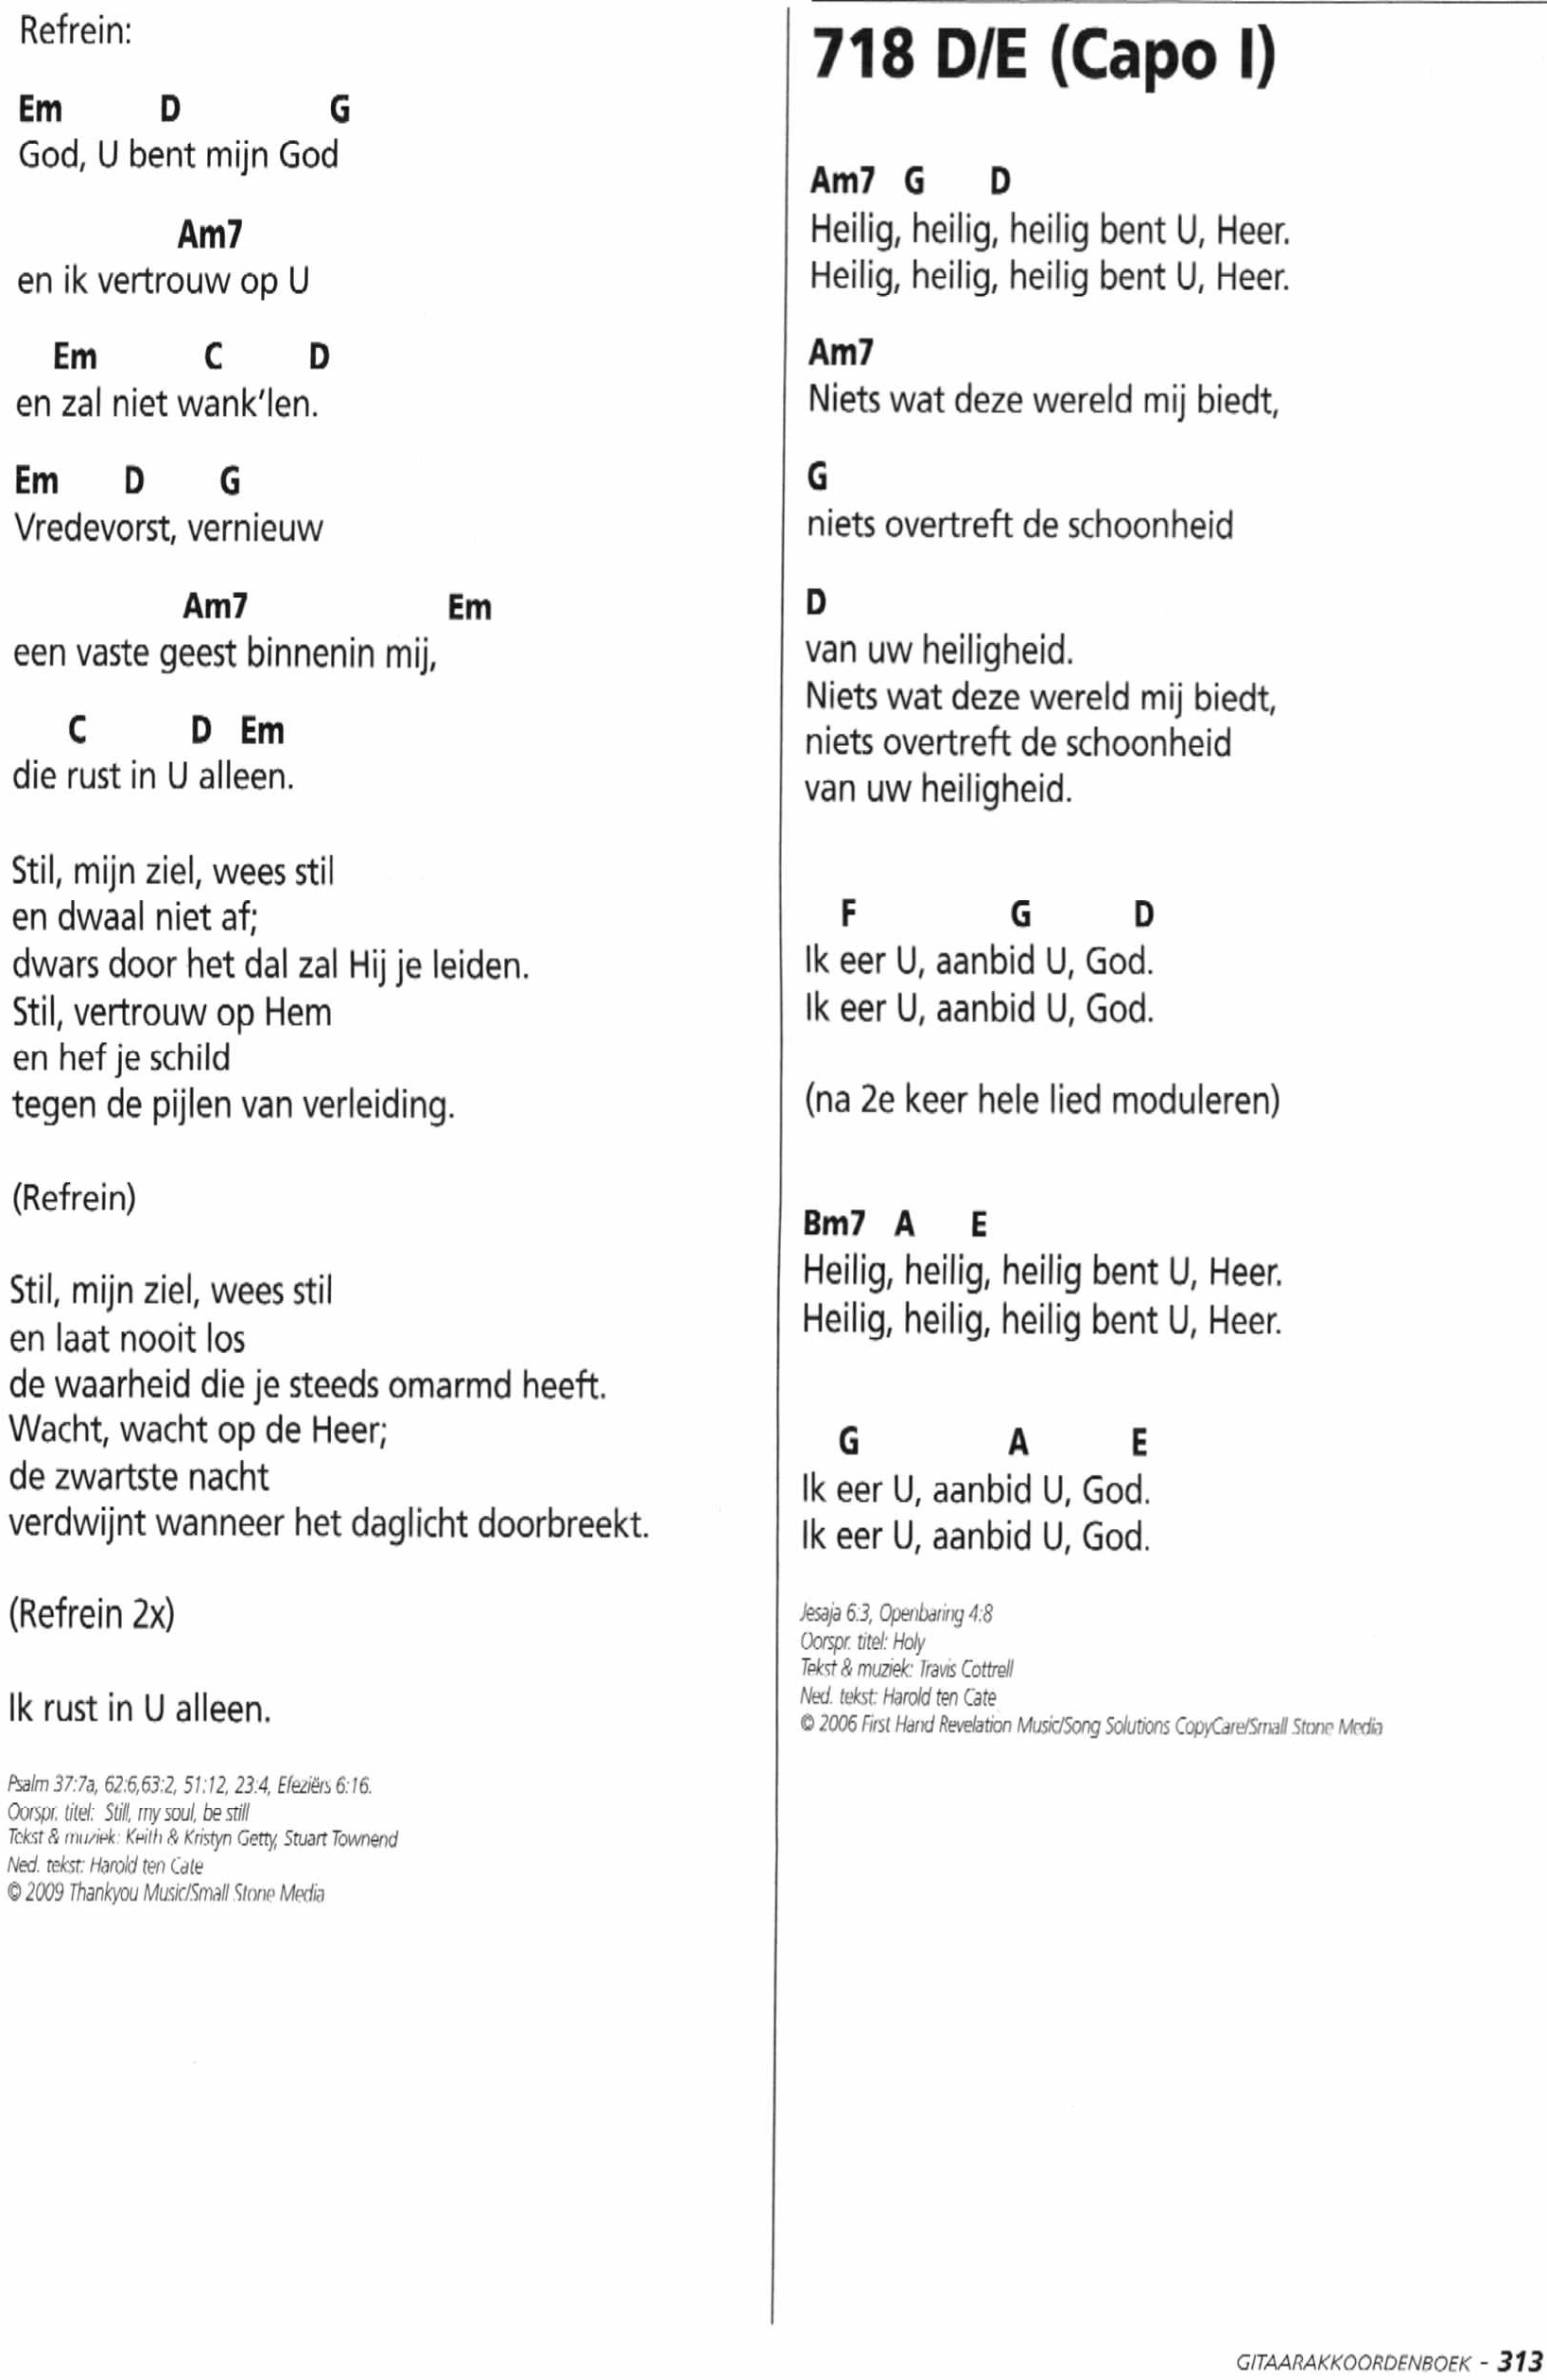 Refrein:
Em D G
God, U bent mijn God
Am7
en ik vertrouw op U
Em C D
en zal niet wank'len.
Em D G
Vredevorst, vernieuw
Am7 Em
een vaste geest binnenin mij,
C D Em
die rust in U alleen.
Stil, mijn ziel, wees stil
en dwaal niet af;
dwars door het dal zal Hij je leiden.
Stil, vertrouw op Hem
en hef je schild
tegen de pijlen van verleiding.
(Refrein)
Stil, mijn ziel, wees stil
en laat nooit los
de waarheid die je steeds omarmd heeft.
Wacht, wacht op de Heer;
de zwartste nacht
verdwijnt wanneer het daglicht doorbreekt.
(Refrein 2x)
Ik rust in U alleen.
Psalm 37:7a, 62:6,63:2, 51:12, 23:4, Efeziërs 6:16.
Oorspr. titel: Still, my soul, be still
Tekst & muziek: Keith & Kristyn Getty, Stuart Townend
Ned. tekst: Harold ten Cate
© 2009 Thankyou Music/Small Stone Media
718 D/E (Capo I)
Am7 G D
Heilig, heilig, heilig bent U, Heer.
Heilig, heilig, heilig bent U, Heer.
Am7
Niets wat deze wereld mij biedt,
G
niets overtreft de schoonheid
D
van uw heiligheid.
Niets wat deze wereld mij biedt,
niets overtreft de schoonheid
van uw heiligheid.
F G D
Ik eer U, aanbid U, God.
Ik eer U, aanbid U, God.
(na 2e keer hele lied moduleren)
Bm7 A E
Heilig, heilig, heilig bent U, Heer.
Heilig, heilig, heilig bent U, Heer.
G A E
Ik eer U, aanbid U, God.
Ik eer U, aanbid U, God.
Jesaja 6:3, Openbaring 4:8
Oorspr. titel: Holy
Tekst & muziek: Travis Cottrell
Ned. tekst: Harold ten Cate
© 2006 First Hand Revelation Music/Song Solutions CopyCare/Small Stone Media
GITAARAKKOORDENBOEK - 313